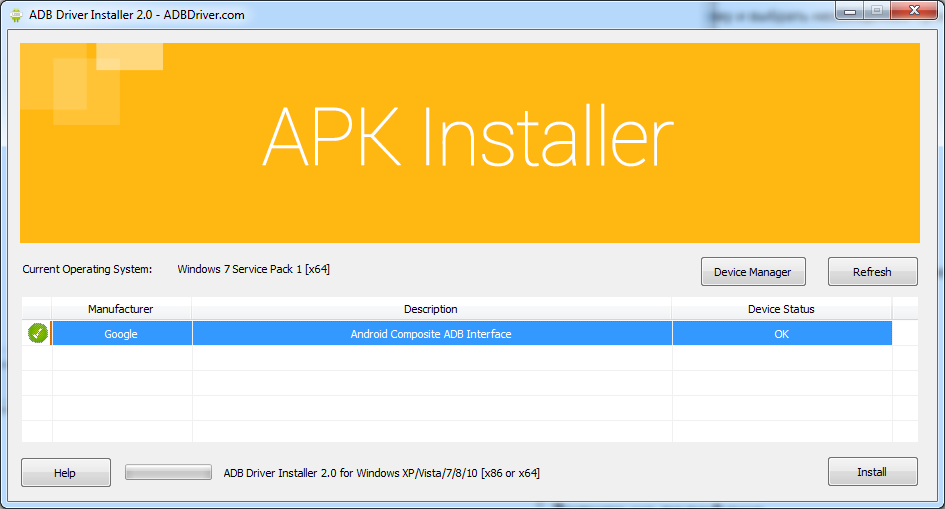 ADB Driver Installer 2.0 - ADBDriver.com
APK Installer
Current Operating System: Windows 7 Service Pack 1 [x64]
Device Manager
Refresh
Manufacturer Description Device Status
Google Android Composite ADB Interface OK
Help
ADB Driver Installer 2.0 for Windows XP/Vista/7/8/10 [x86 or x64]
Install